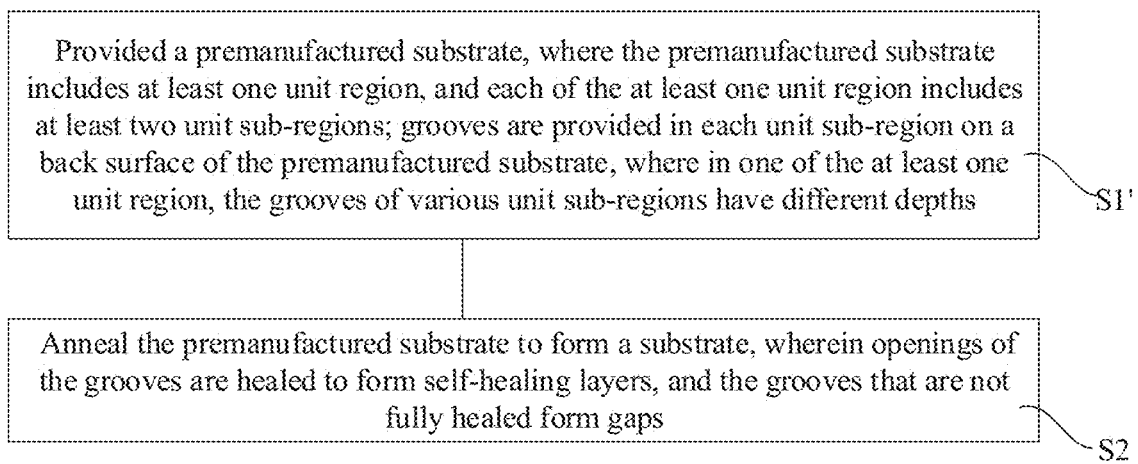 Provided a premanufactured substrate, where the premanufactured substrate
includes at least one unit region, and each of the at least one unit region includes
at least two unit sub-regions; grooves are provided in each unit sub-region on a
back surface of the premanufactured substrate, where in one of the at least one
unit region, the grooves of various unit sub-regions have different depths
S1'
Anneal the premanufactured substrate to form a substrate, wherein openings of
the grooves are healed to form self-healing layers, and the grooves that are not
fully healed form gaps
S2